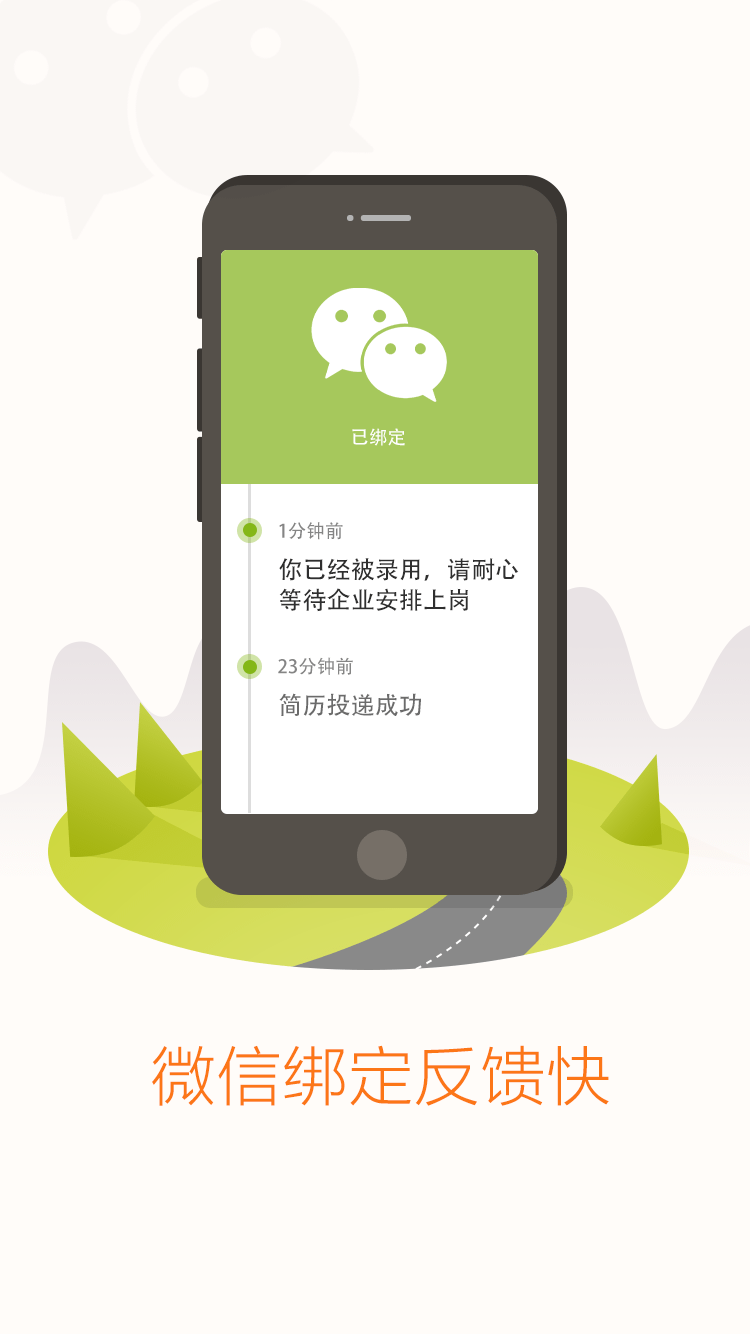 已绑定
1分钟前
你已经被录用，请耐心
等待企业安排上岗
23分钟前
简历投递成功
微信绑定反馈快